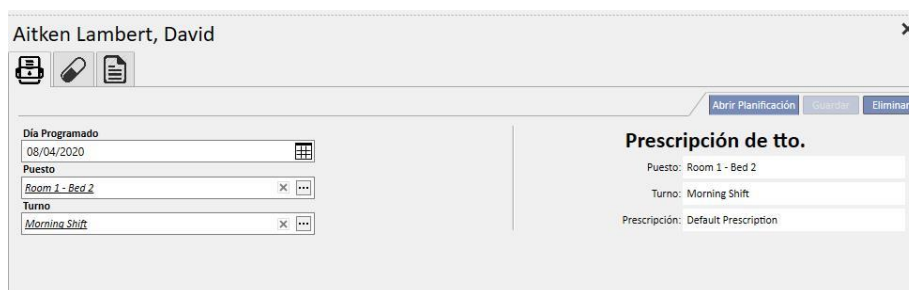 Aitken Lambert, David
Abrir Planificación
Guardar
Eliminar
Día Programado
08/04/2020
Puesto
Room 1 - Bed 2
Turno
Morning Shift
Prescripción de tto.
Puesto: Room 1 - Bed 2
Turno: Morning Shift
Prescripción: Default Prescription